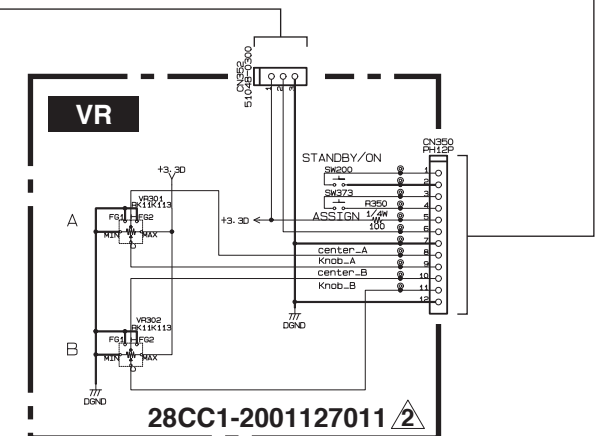 CN352
51048-0300
1 2 3
VR
CN350
PH12P
STANDBY/ON
SW200
SW373
R350
ASSIGN 1/4W
100
+3.3D
+3.3D
1
2
3
4
5
6
7
8
9
10
11
12
center_A
Knob_A
center_B
Knob_B
DGND
A
VR301
RK11K113
FG1 FG2
MIN MAX
C
B
VR302
RK11K113
FG1 FG2
MIN MAX
C
DGND
28CC1-2001127011 2